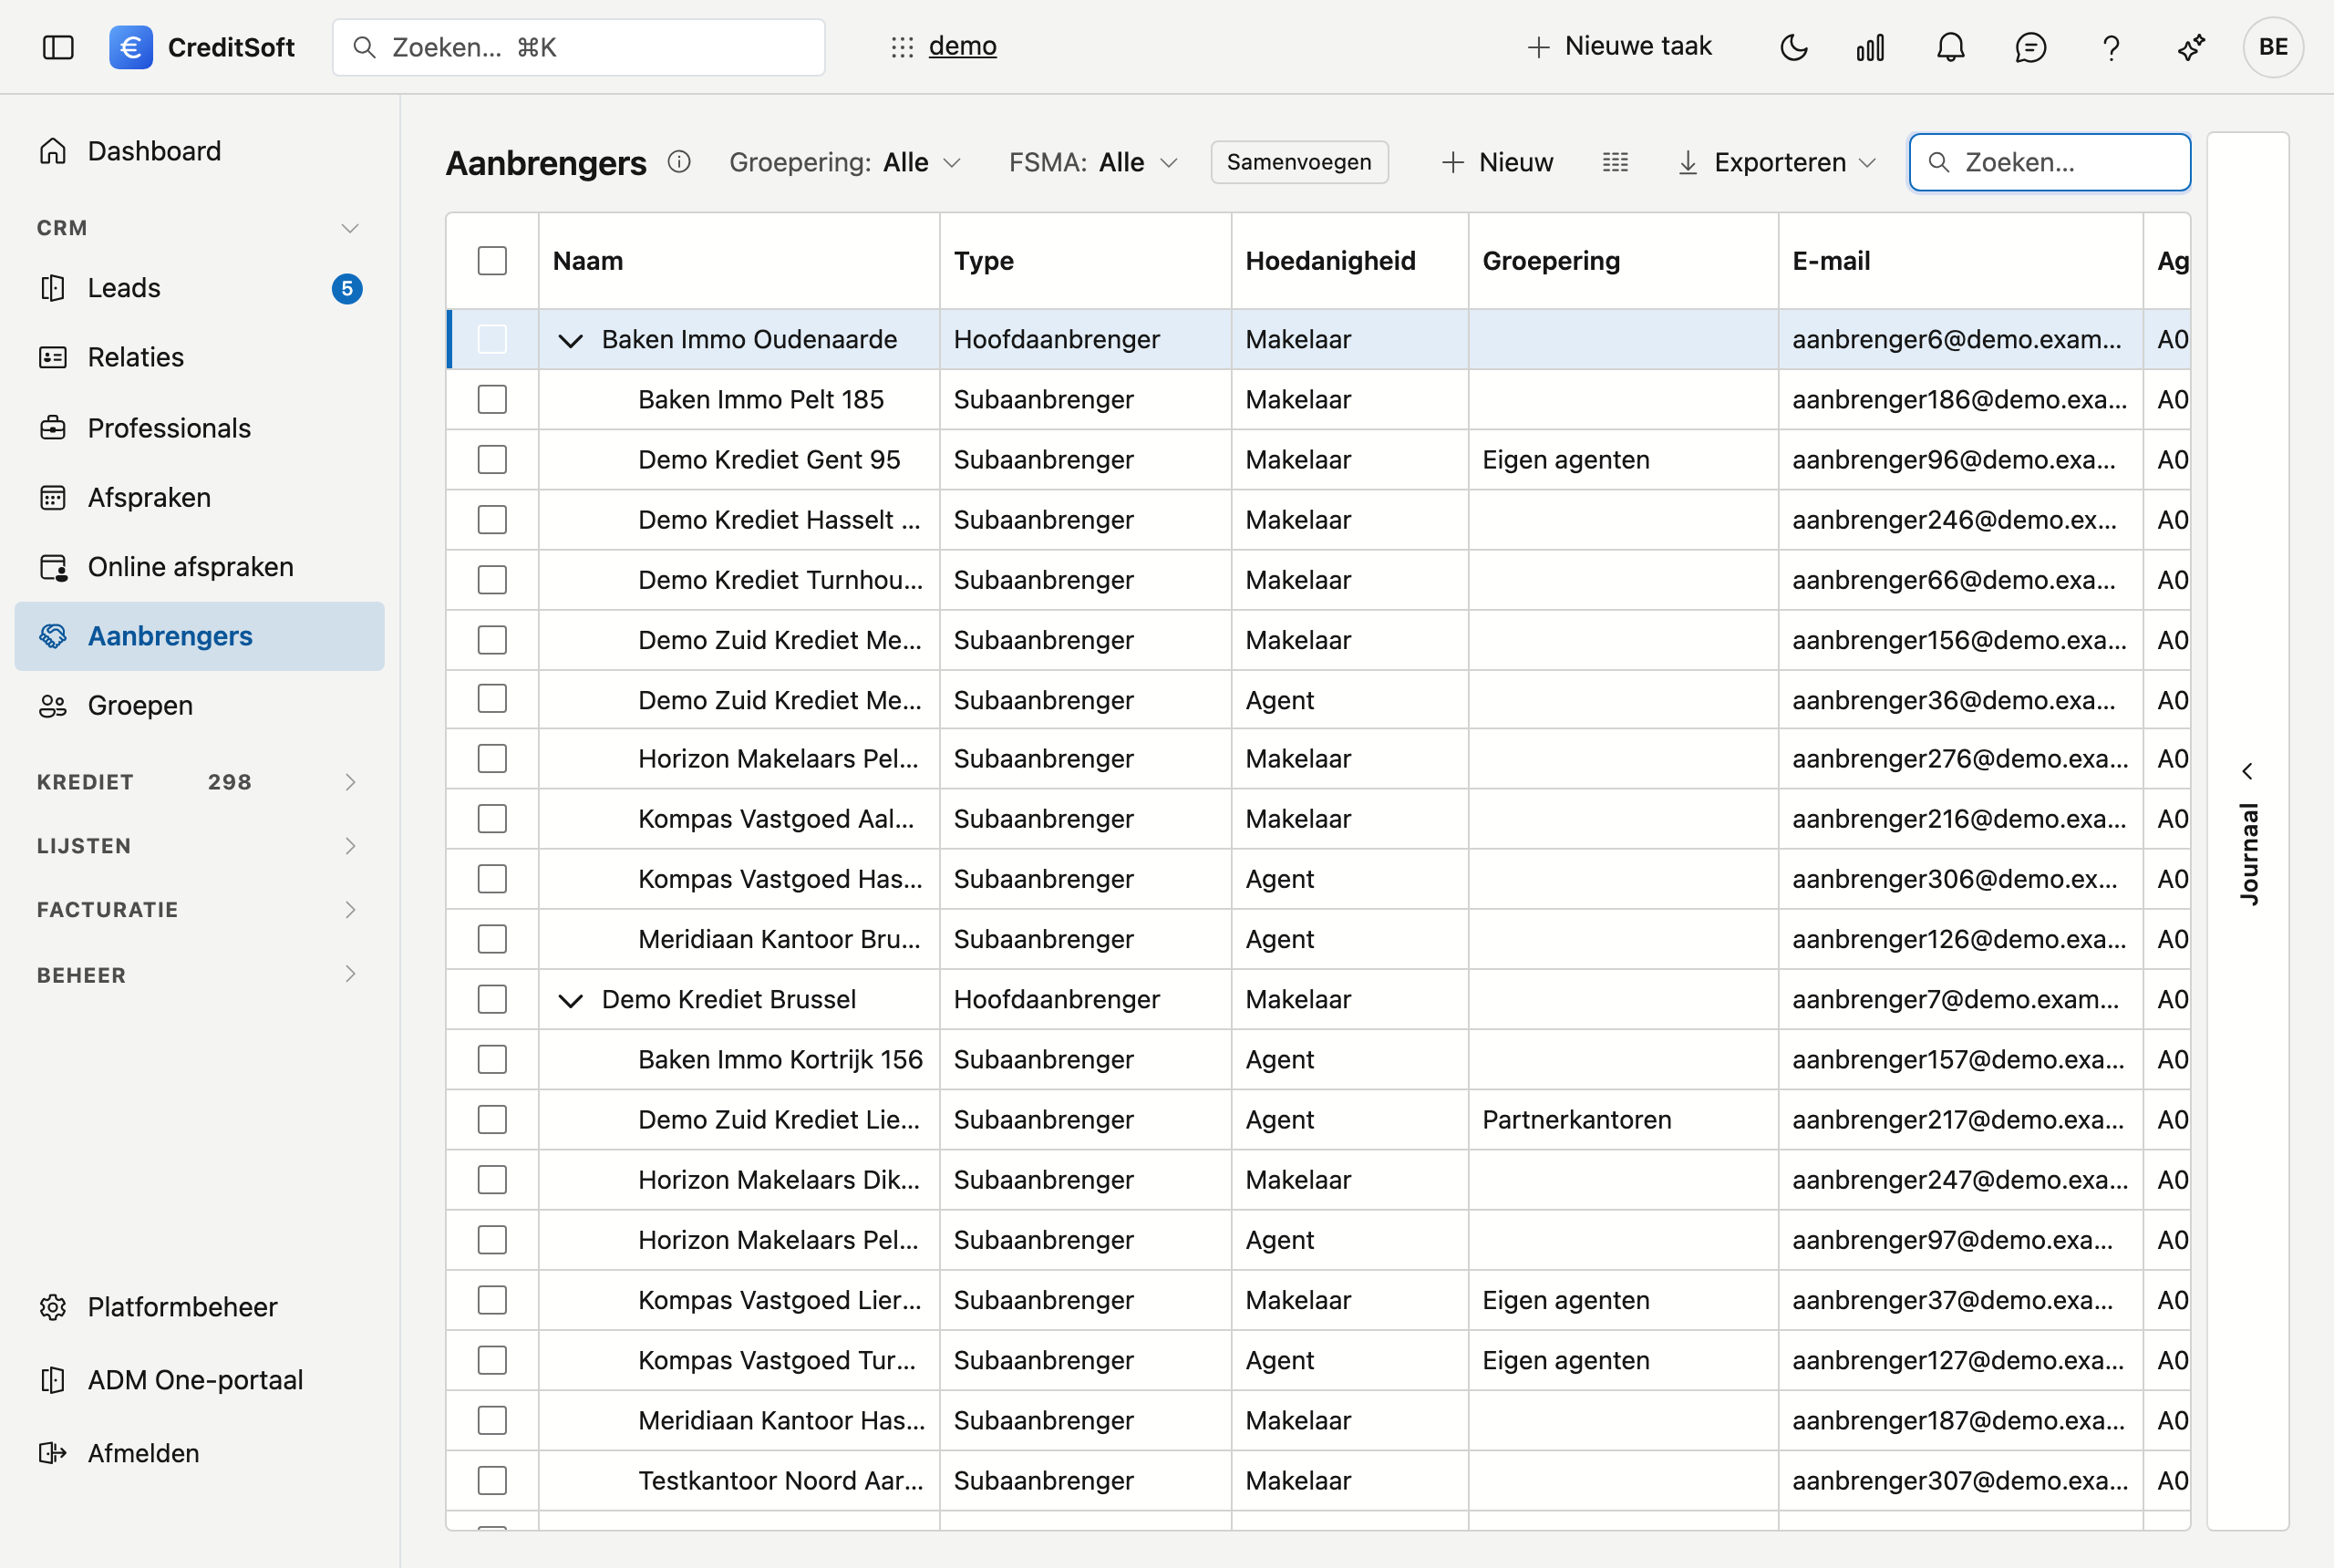 CreditSoft
Zoeken... ⌘K
demo
Nieuwe taak
BE
Dashboard
CRM
Leads 5
Relaties
Professionals
Afspraken
Online afspraken
Aanbrengers
Groepen
KREDIET 298
LIJSTEN
FACTURATIE
BEHEER
Platformbeheer
ADM One-portaal
Afmelden
Aanbrengers Groepering: Alle FSMA: Alle Samenvoegen Nieuw Exporteren Zoeken...
Naam Type Hoedanigheid Groepering E-mail Ag
Baken Immo Oudenaarde Hoofdaanbrenger Makelaar aanbrenger6@demo.exam... A0
Baken Immo Pelt 185 Subaanbrenger Makelaar aanbrenger186@demo.exa... A0
Demo Krediet Gent 95 Subaanbrenger Makelaar Eigen agenten aanbrenger96@demo.exa... A0
Demo Krediet Hasselt ... Subaanbrenger Makelaar aanbrenger246@demo.ex... A0
Demo Krediet Turnhou... Subaanbrenger Makelaar aanbrenger66@demo.exa... A0
Demo Zuid Krediet Me... Subaanbrenger Makelaar aanbrenger156@demo.exa... A0
Demo Zuid Krediet Me... Subaanbrenger Agent aanbrenger36@demo.exa... A0
Horizon Makelaars Pel... Subaanbrenger Makelaar aanbrenger276@demo.exa... A0
Kompas Vastgoed Aal... Subaanbrenger Makelaar aanbrenger216@demo.exa... A0
Kompas Vastgoed Has... Subaanbrenger Agent aanbrenger306@demo.ex... A0
Meridiaan Kantoor Bru... Subaanbrenger Agent aanbrenger126@demo.exa... A0
Demo Krediet Brussel Hoofdaanbrenger Makelaar aanbrenger7@demo.exam... A0
Baken Immo Kortrijk 156 Subaanbrenger Agent aanbrenger157@demo.exa... A0
Demo Zuid Krediet Lie... Subaanbrenger Agent Partnerkantoren aanbrenger217@demo.exa... A0
Horizon Makelaars Dik... Subaanbrenger Makelaar aanbrenger247@demo.exa... A0
Horizon Makelaars Pel... Subaanbrenger Agent aanbrenger97@demo.exa... A0
Kompas Vastgoed Lier... Subaanbrenger Makelaar Eigen agenten aanbrenger37@demo.exa... A0
Kompas Vastgoed Tur... Subaanbrenger Agent Eigen agenten aanbrenger127@demo.exa... A0
Meridiaan Kantoor Has... Subaanbrenger Makelaar aanbrenger187@demo.exa... A0
Testkantoor Noord Aar... Subaanbrenger Makelaar aanbrenger307@demo.exa... A0
Journaal